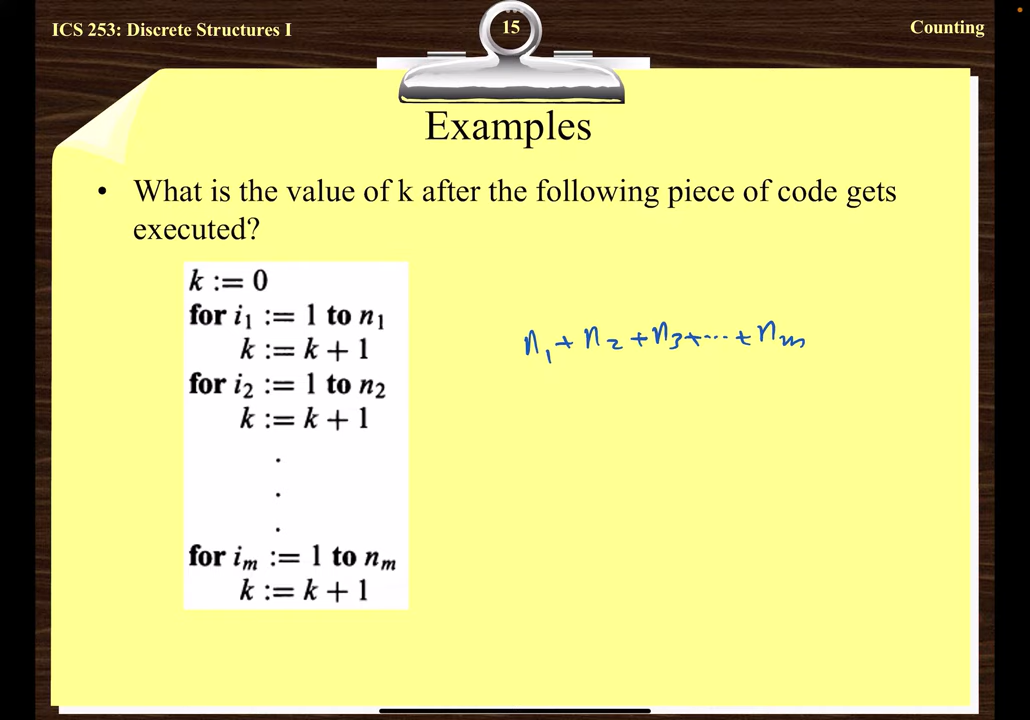 ICS 253: Discrete Structures I
15
Counting
Examples
• What is the value of k after the following piece of code gets
executed?
k := 0
for i₁ := 1 to n₁
k := k + 1
for i₂ := 1 to n₂
k := k + 1
.
.
.
for iₘ := 1 to nₘ
k := k + 1
n₁ + n₂ + n₃ + ... + nₘ